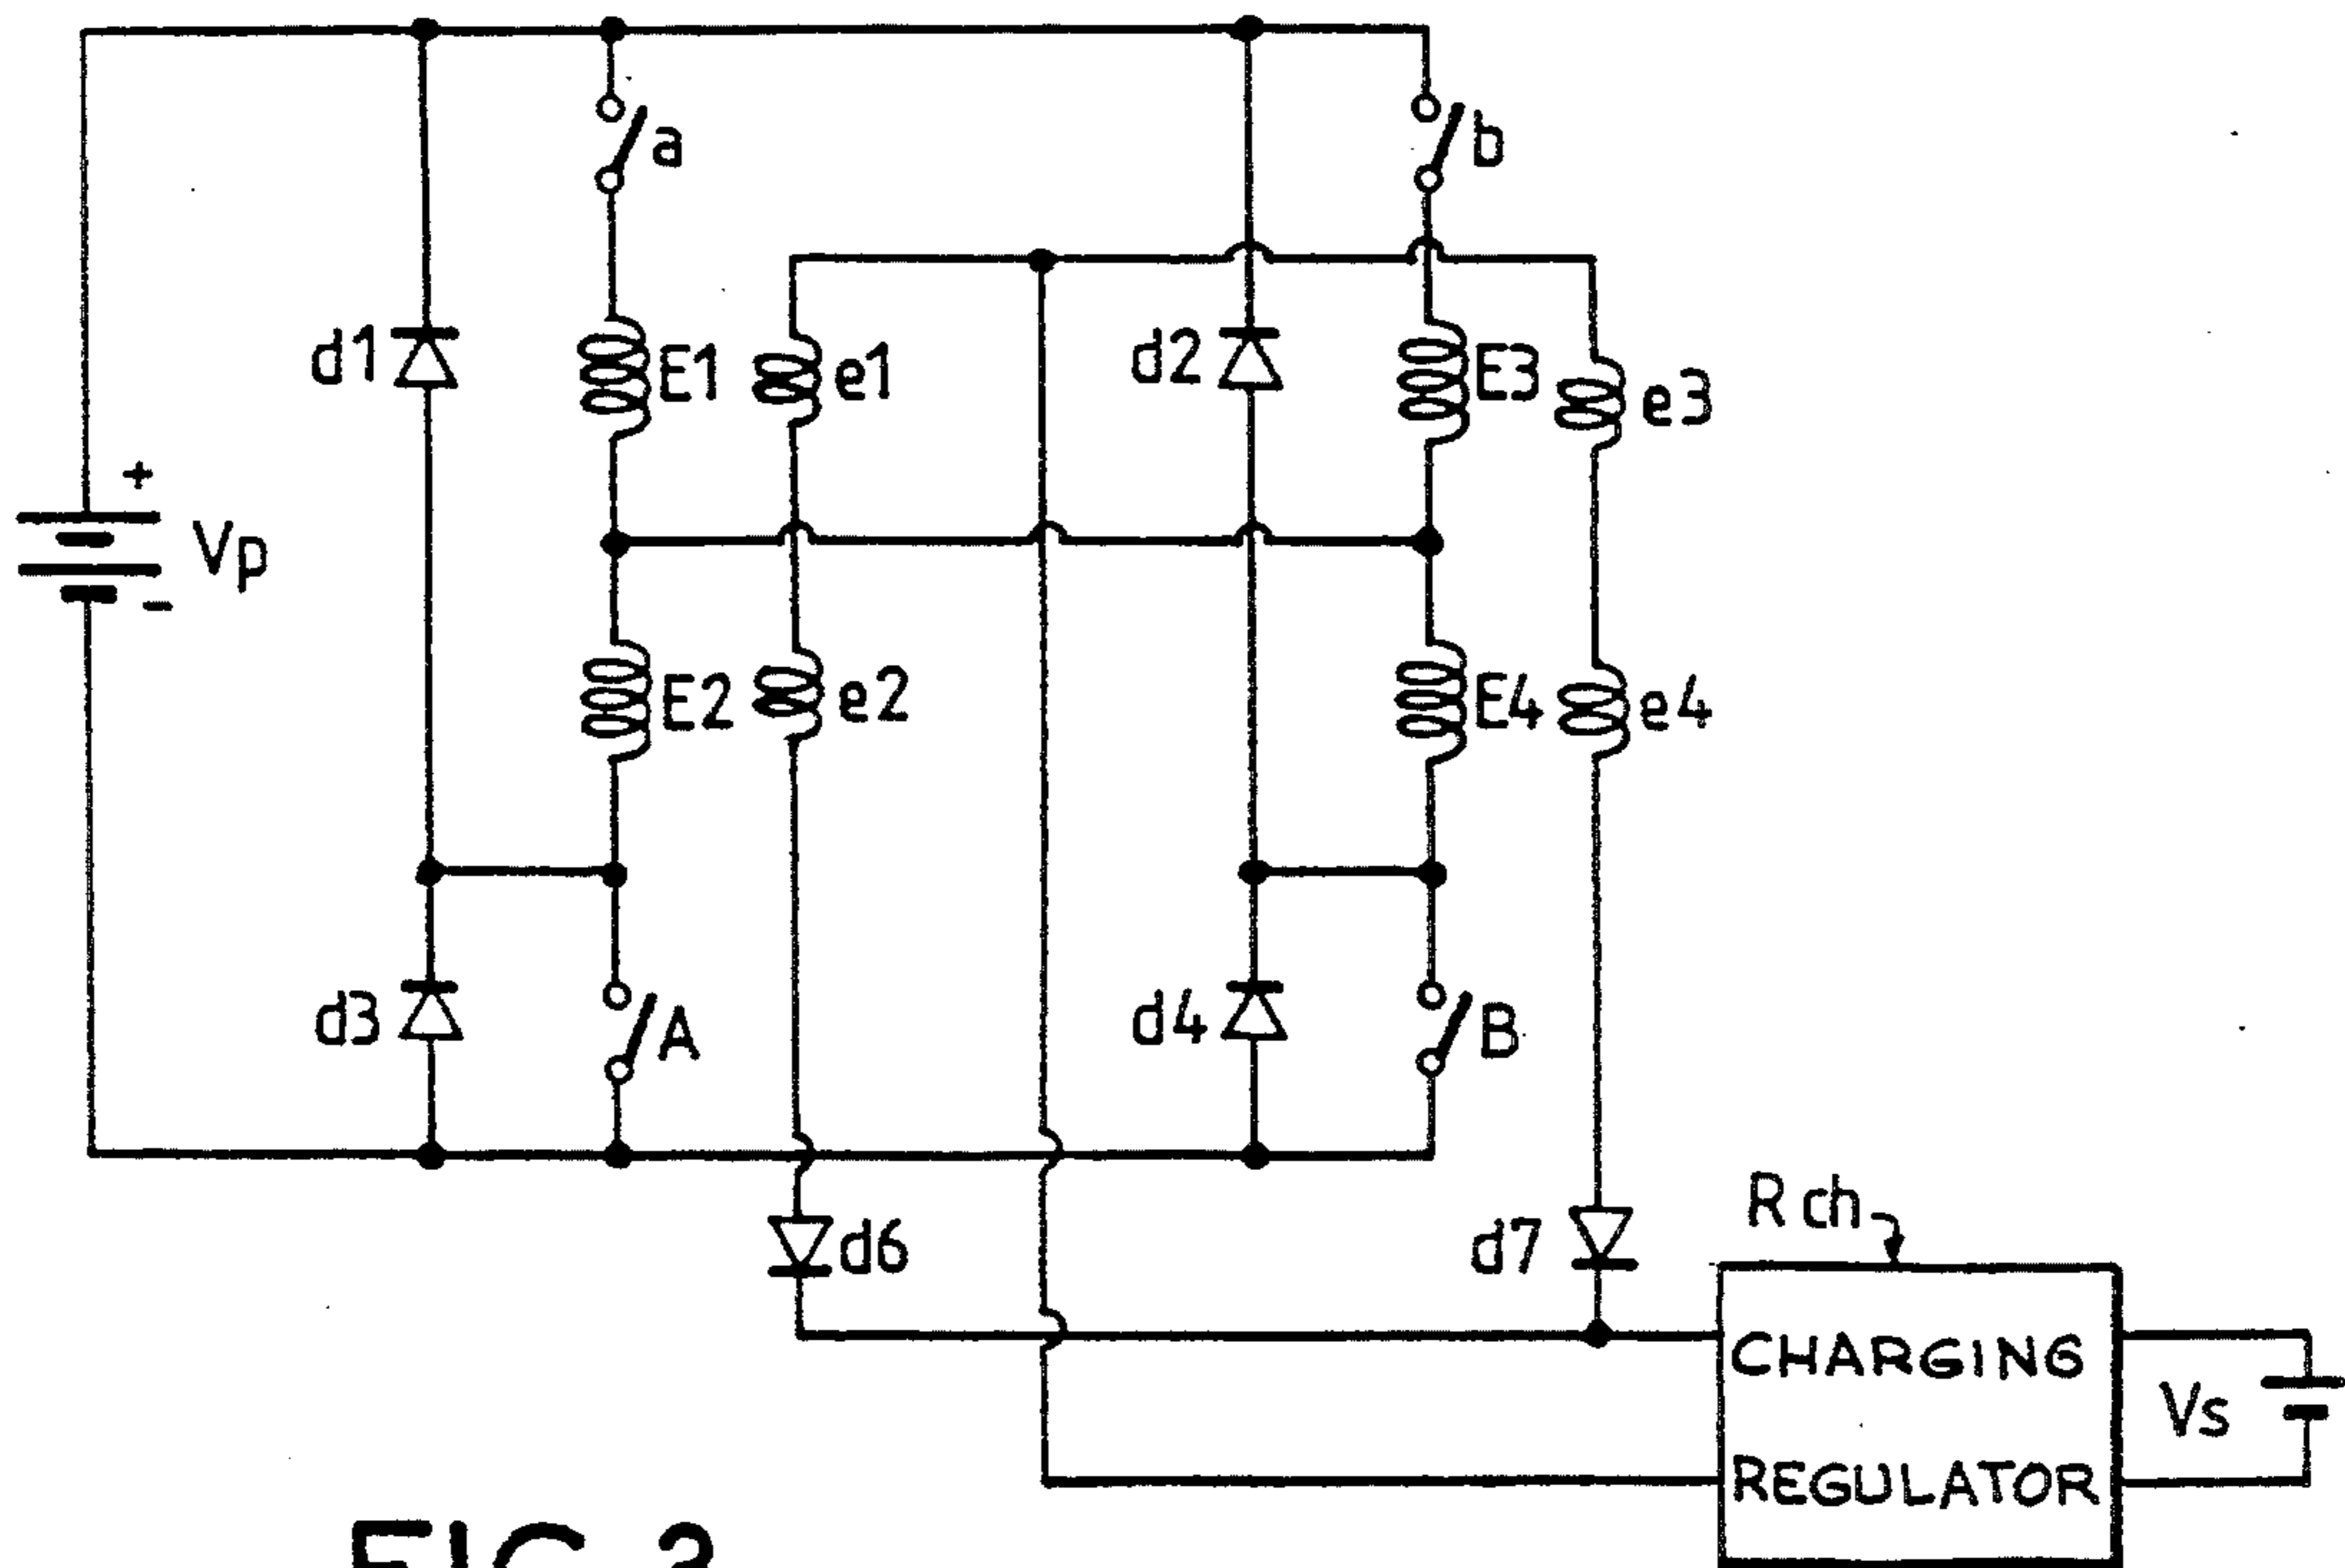 a
b
d1
E1
e1
d2
E3
e3
+
Vp
-
E2
e2
E4
e4
d3
A
d4
B
d6
d7
R ch
CHARGING
REGULATOR
Vs